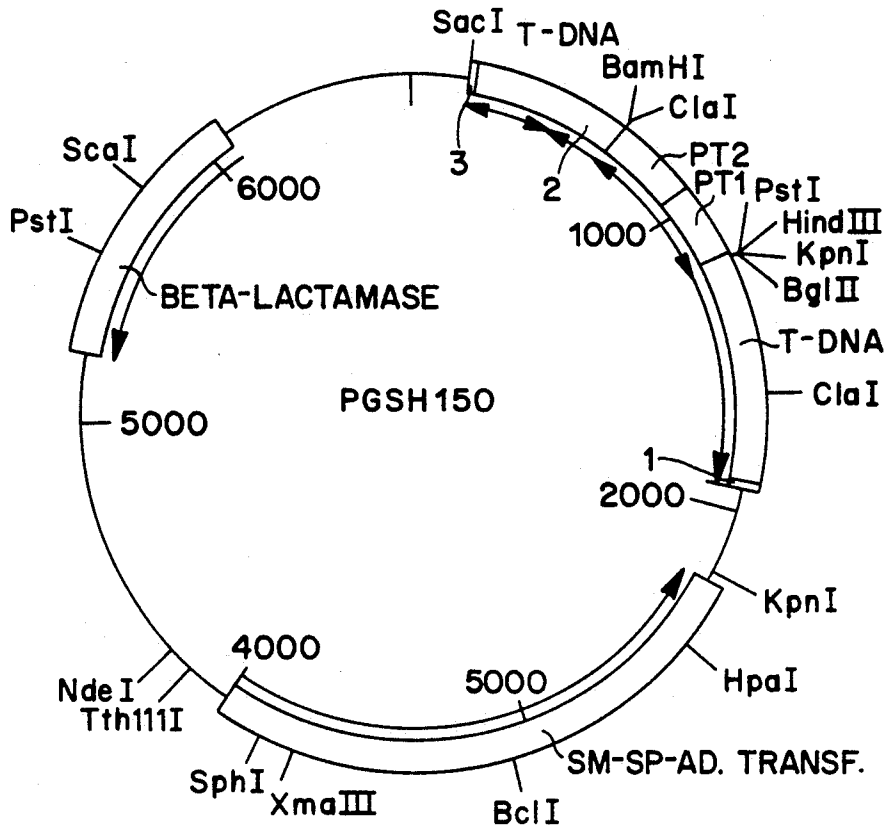 SacI
T-DNA
BamHI
ClaI
PT2
PT1
PstI
HindIII
KpnI
BglII
T-DNA
ClaI
3
2
1000
1
2000
ScaI
PstI
6000
BETA-LACTAMASE
PGSH150
5000
KpnI
HpaI
4000
5000
NdeI
Tth111I
SphI
XmaIII
BclI
SM-SP-AD. TRANSF.